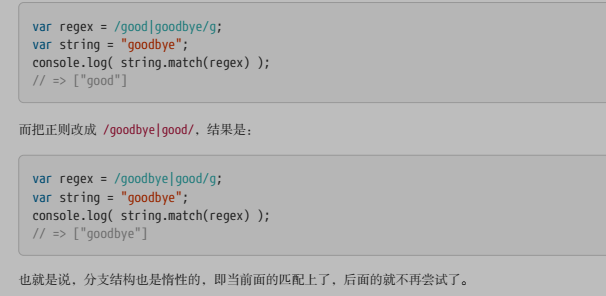 var regex = /good|goodbye/g;
var string = "goodbye";
console.log( string.match(regex) );
// => ["good"]
而把正则改成 /goodbye|good/，结果是：
var regex = /goodbye|good/g;
var string = "goodbye";
console.log( string.match(regex) );
// => ["goodbye"]
也就是说，分支结构也是惰性的，即当前面的匹配上了，后面的就不再尝试了。